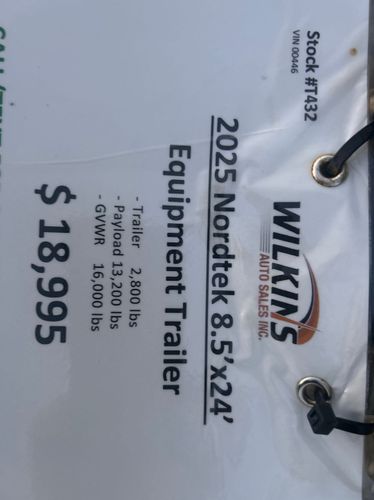 Stock #T432
VIN 00446
WILKINS
AUTO SALES INC.
2025 Nordtek 8.5'x24'
Equipment Trailer
- Trailer 2,800 lbs
- Payload 13,200 lbs
- GVWR 16,000 lbs
$ 18,995